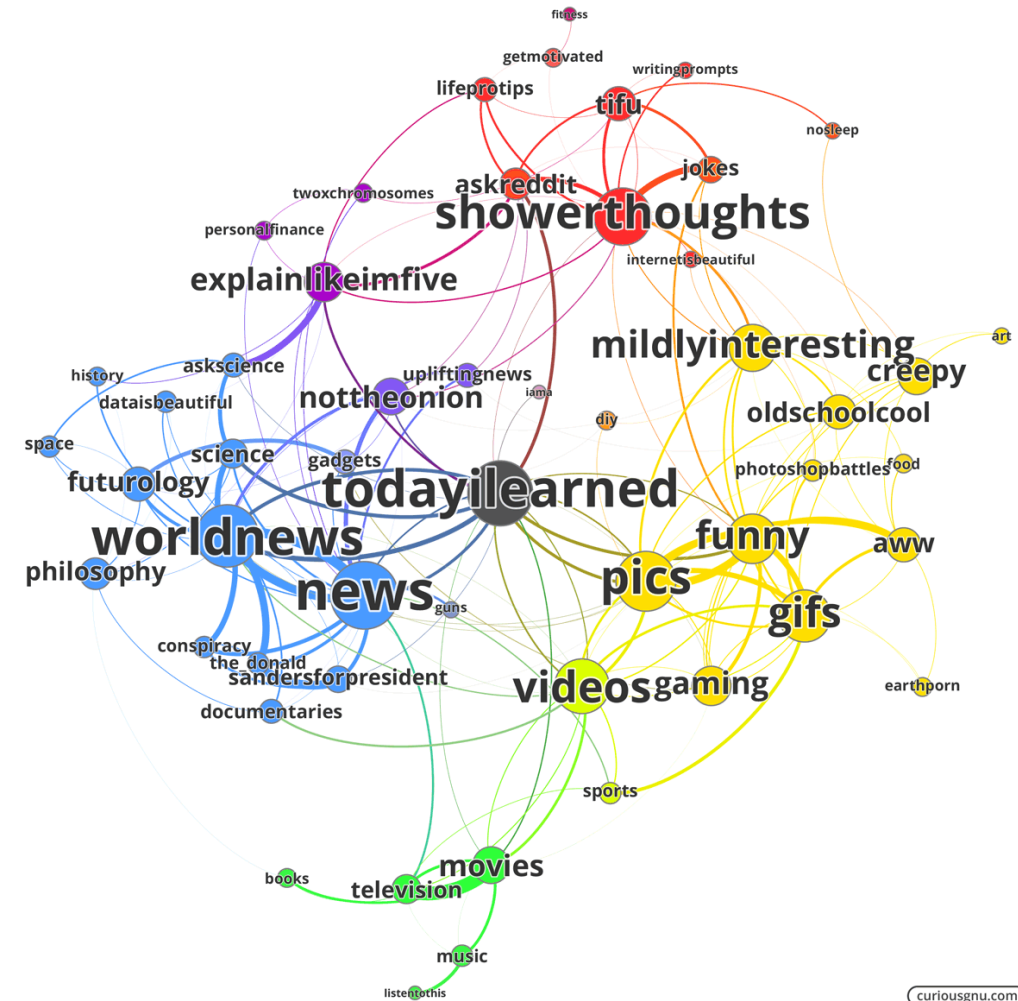 fitness
getmotivated
writingprompts
lifeprotips
tifu
nosleep
jokes
askreddit
twoxchromosomes
showerthoughts
personalfinance
internetisbeautiful
explainlikeimfive
art
mildlyinteresting
askscience
creepy
history
upliftingnews
iama
nottheonion
dataisbeautiful
oldschoolcool
diy
space
science
gadgets
photoshopbattles
food
futurology
todayilearned
worldnews
funny
aww
philosophy
pics
news
guns
gifs
conspiracy
the_donald
sandersforpresident
videos
gaming
earthporn
documentaries
sports
movies
books
television
music
listentothis
curiousgnu.com